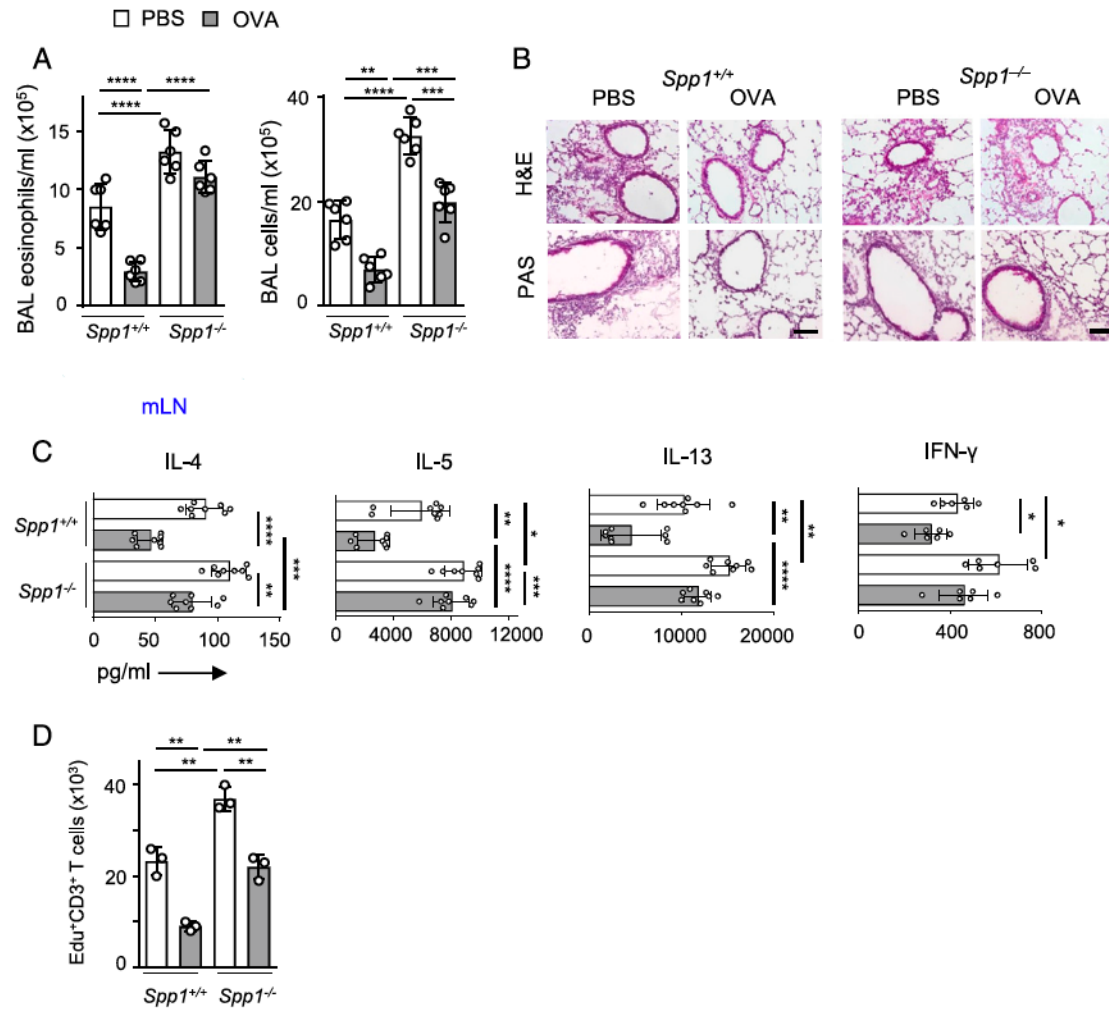 PBS OVA
A
**** ****
****
BAL eosinophils/ml (x10⁵)
15
10
5
0
Spp1+/+ Spp1-/-
** ***
**** ***
BAL cells/ml (x10⁵)
40
20
0
Spp1+/+ Spp1-/-
B
Spp1+/+ Spp1–/–
PBS OVA PBS OVA
H&E
PAS
mLN
C
IL-4 IL-5 IL-13 IFN-γ
Spp1+/+
Spp1-/-
**** *** **
** * **** ***
** ** ****
* *
0 50 100 150
0 4000 8000 12000
0 10000 20000
0 400 800
pg/ml
D
** **
** **
Edu+CD3+ T cells (x10³)
40
20
0
Spp1+/+ Spp1-/-